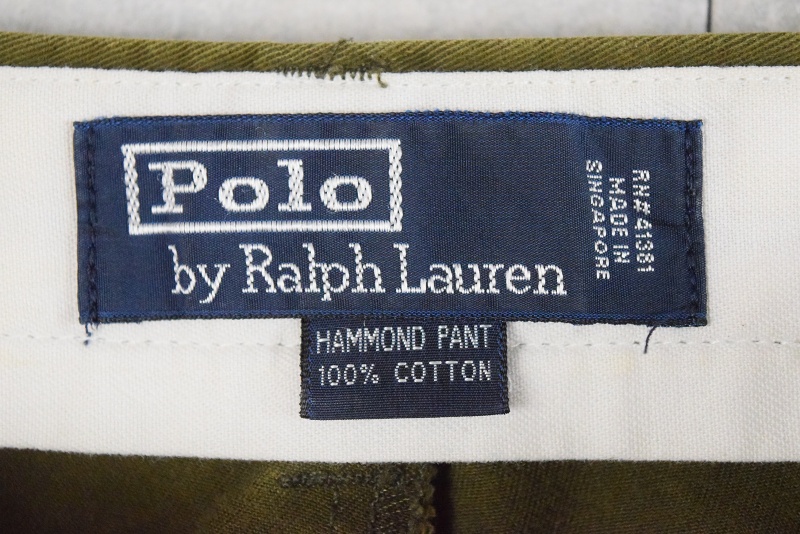 Polo
by Ralph Lauren
RN#41381
MADE IN
SINGAPORE
HAMMOND PANT
100% COTTON